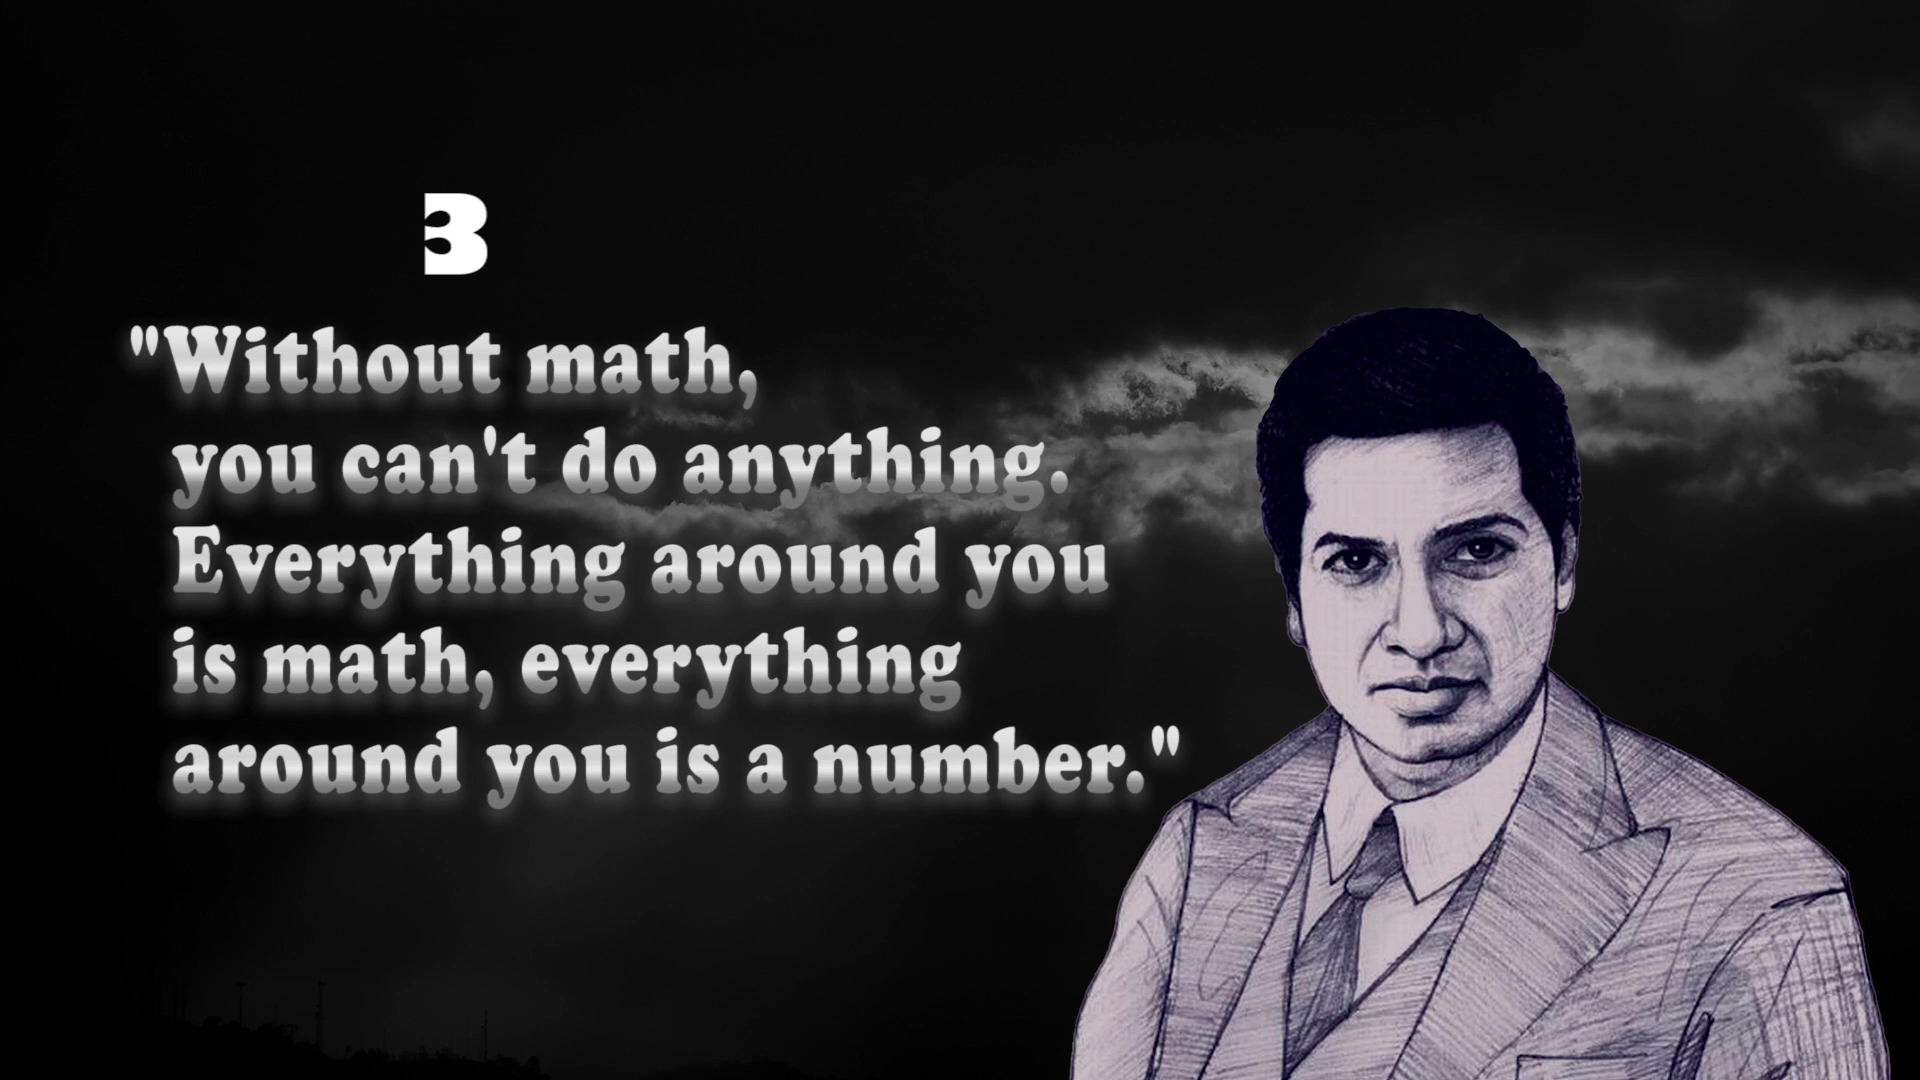 3
"Without math,
you can't do anything.
Everything around you
is math, everything
around you is a number."